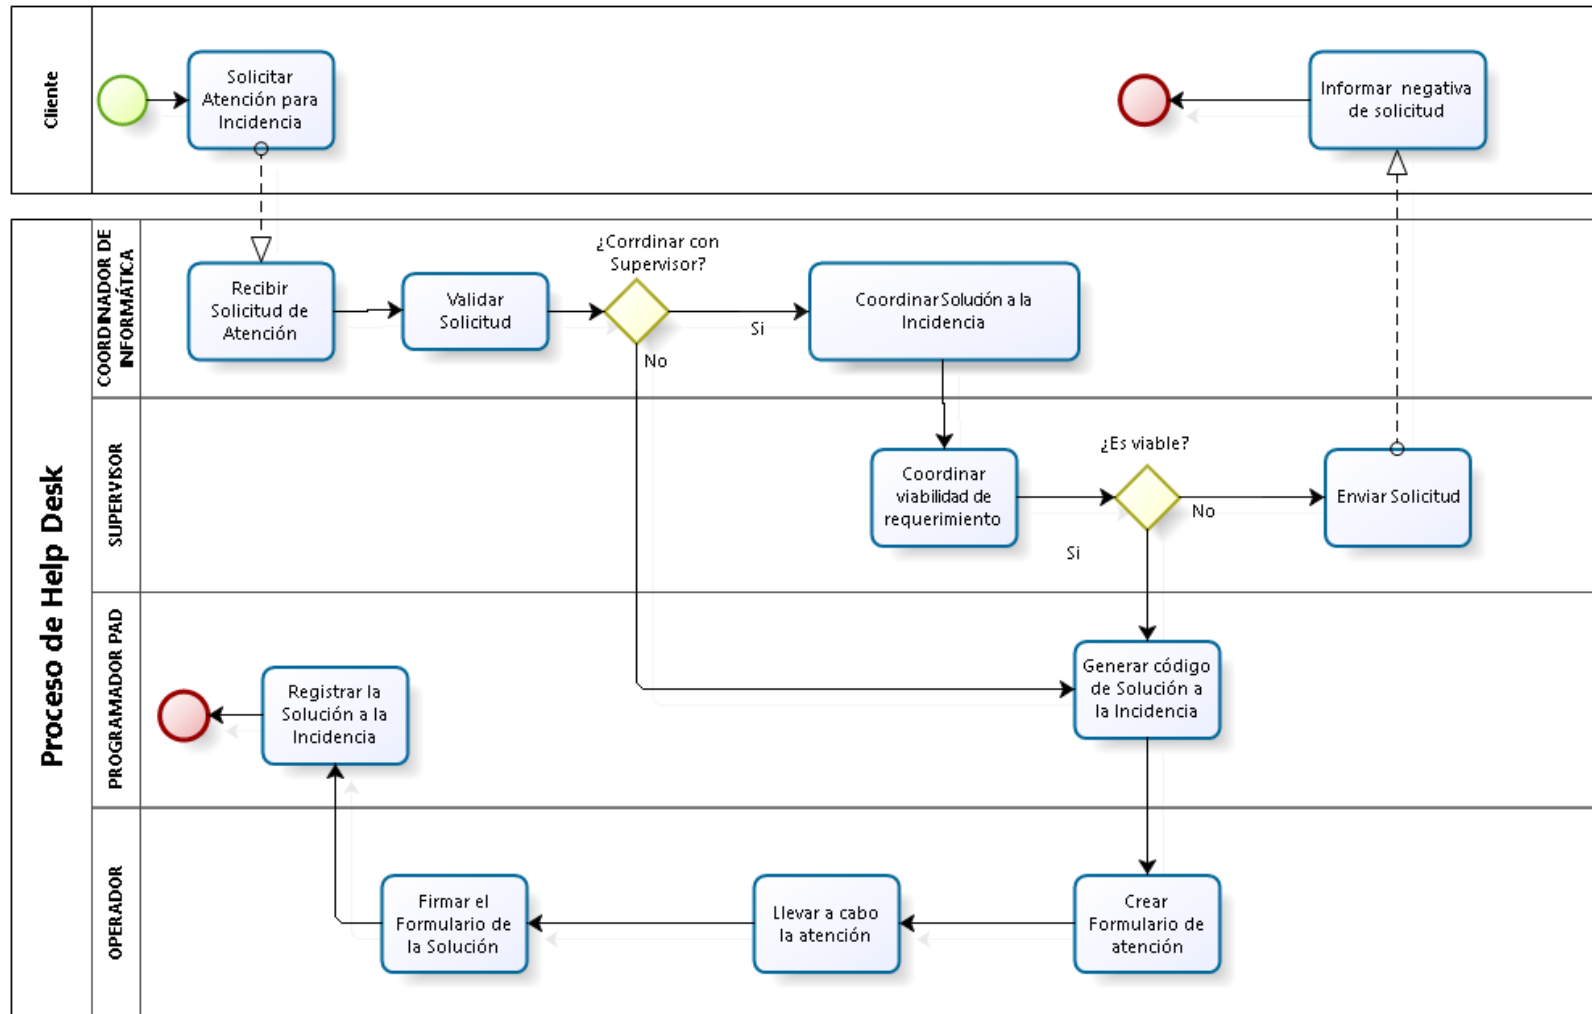 Cliente
Solicitar
Atención para
Incidencia
Informar negativa
de solicitud
Proceso de Help Desk
COORDINADOR DE
INFORMÁTICA
Recibir
Solicitud de
Atención
Validar
Solicitud
¿Corrdinar con
Supervisor?
Si
No
Coordinar Solución a la
Incidencia
SUPERVISOR
Coordinar
viabilidad de
requerimiento
¿Es viable?
No
Si
Enviar Solicitud
PROGRAMADOR PAD
Registrar la
Solución a la
Incidencia
Generar código
de Solución a
la Incidencia
OPERADOR
Firmar el
Formulario de
la Solución
Llevar a cabo
la atención
Crear
Formulario de
atención